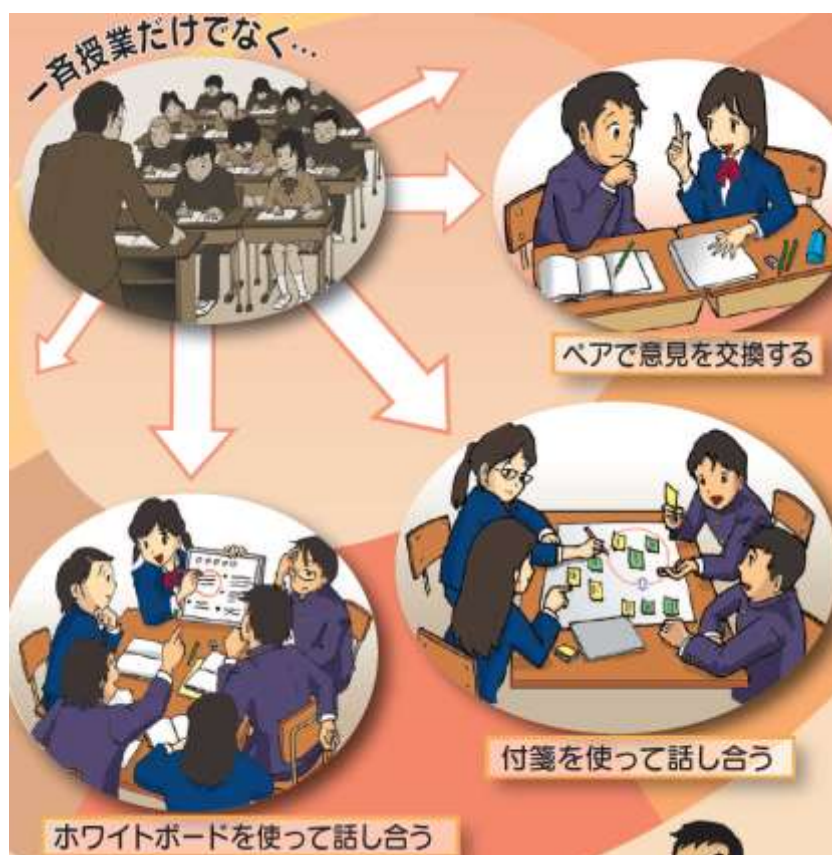 一斉授業だけでなく…
ペアで意見を交換する
付箋を使って話し合う
ホワイトボードを使って話し合う